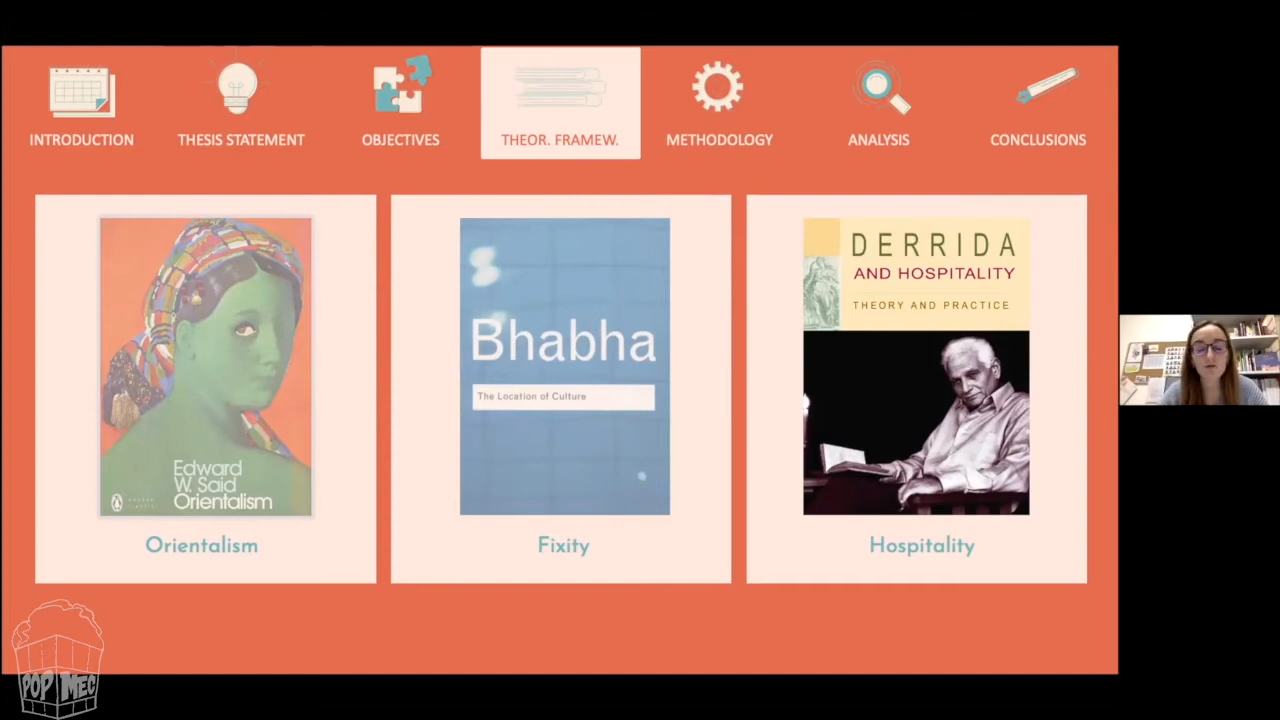 INTRODUCTION
THESIS STATEMENT
OBJECTIVES
THEOR. FRAMEW.
METHODOLOGY
ANALYSIS
CONCLUSIONS
Edward
W. Said
Orientalism
Orientalism
Bhabha
The Location of Culture
Fixity
DERRIDA
AND HOSPITALITY
THEORY AND PRACTICE
Hospitality
POP MEC